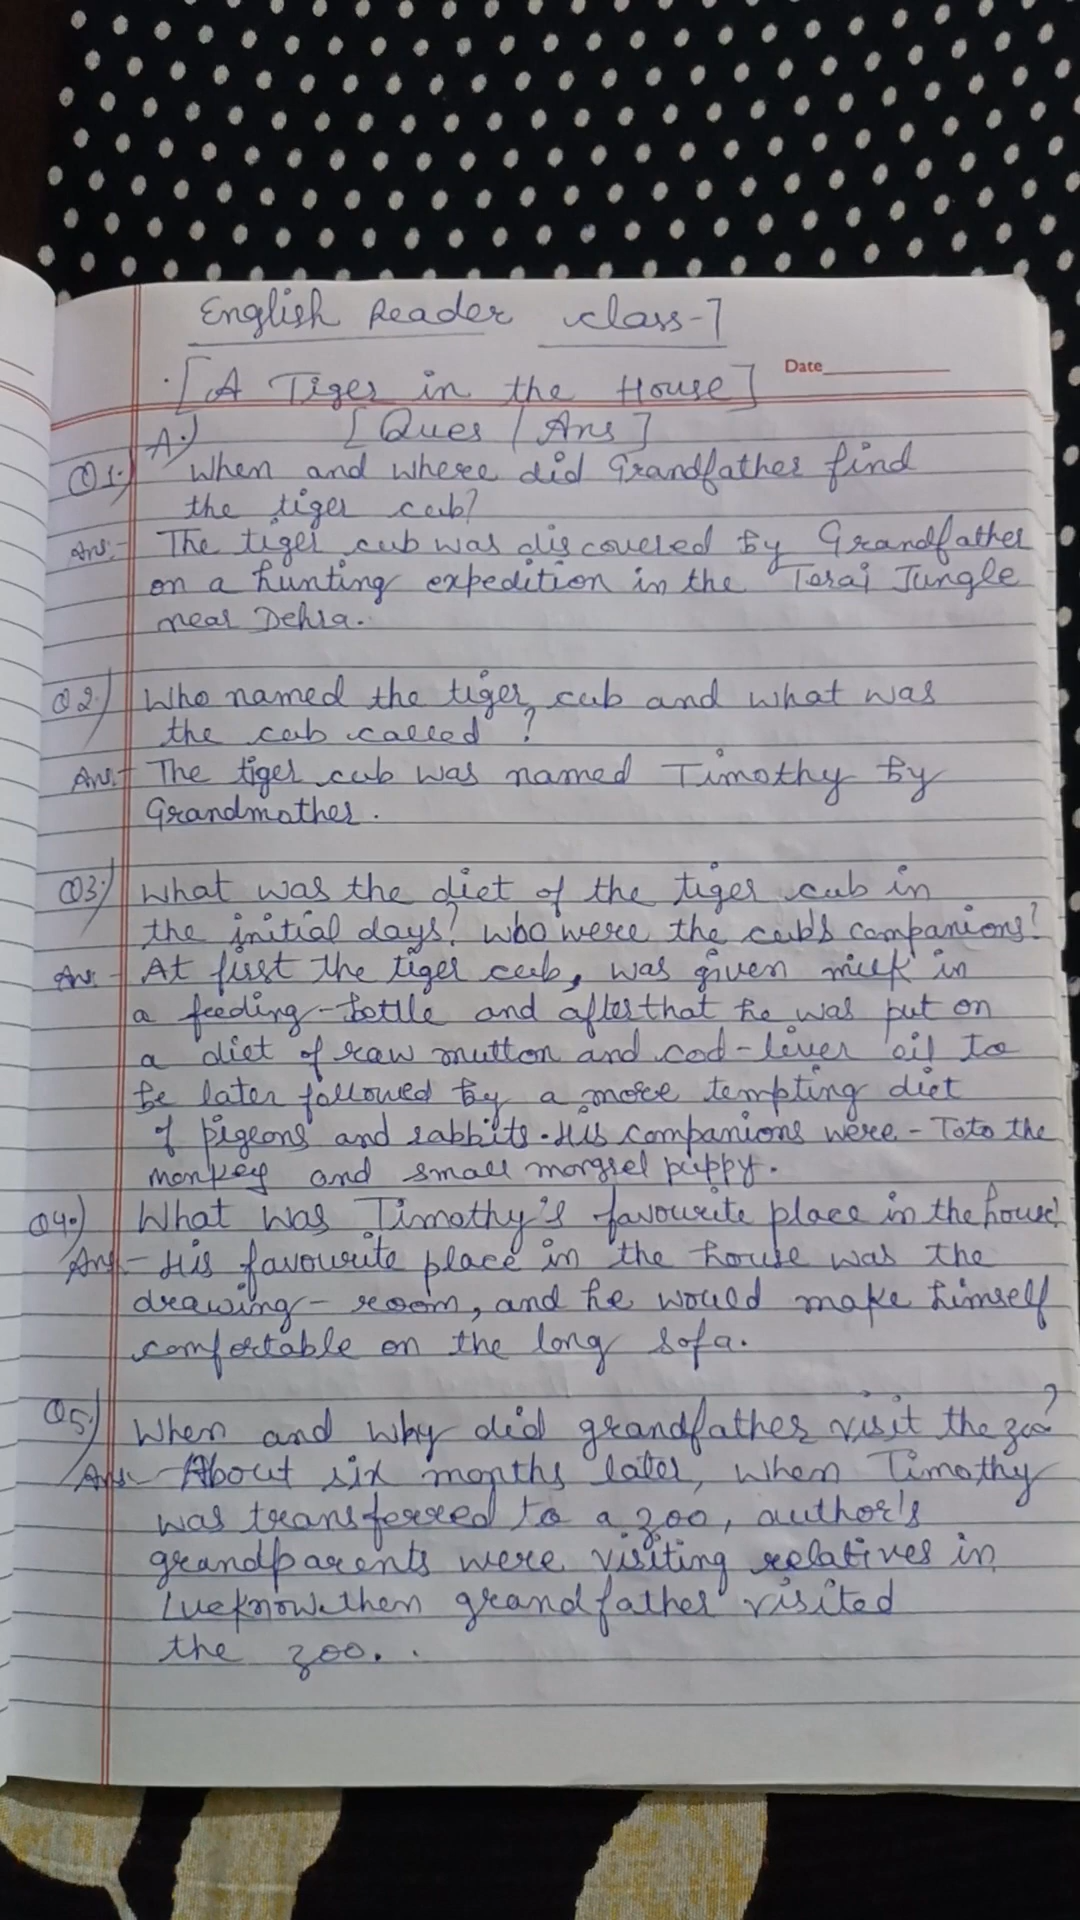 English Reader class-7
Date
[A Tiger in the House]
A.) [Ques / Ans]
Q1.) When and where did Grandfather find
the tiger cub?
Ans:- The tiger cub was discovered by Grandfather
on a hunting expedition in the Terai Jungle
near Dehra.
Q2.) Who named the tiger cub and what was
the cub called?
Ans:- The tiger cub was named Timothy by
Grandmother.
Q3.) What was the diet of the tiger cub in
the initial days? Who were the cub's companions?
Ans- At first the tiger cub, was given milk in
a feeding-bottle and after that he was put on
a diet of raw mutton and cod-liver oil to
be later followed by a more tempting diet
of pigeons and rabbits. His companions were - Toto the
monkey and small mongrel puppy.
Q4.) What was Timothy's favourite place in the house?
Ans- His favourite place in the house was the
drawing-room, and he would make himself
comfortable on the long sofa.
Q5.) When and why did grandfather visit the zoo?
Ans- About six months later, when Timothy
was transferred to a zoo, author's
grandparents were visiting relatives in
Lucknow. then grandfather visited
the zoo..